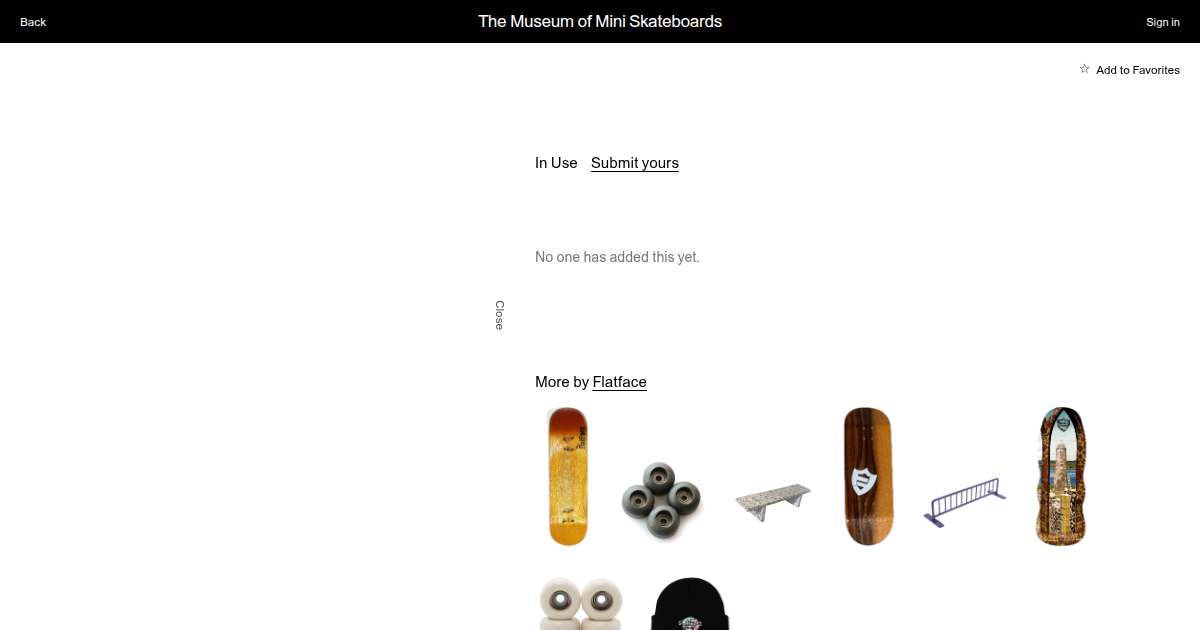 Back
The Museum of Mini Skateboards
Sign in
☆ Add to Favorites
In Use Submit yours
No one has added this yet.
Close
More by Flatface